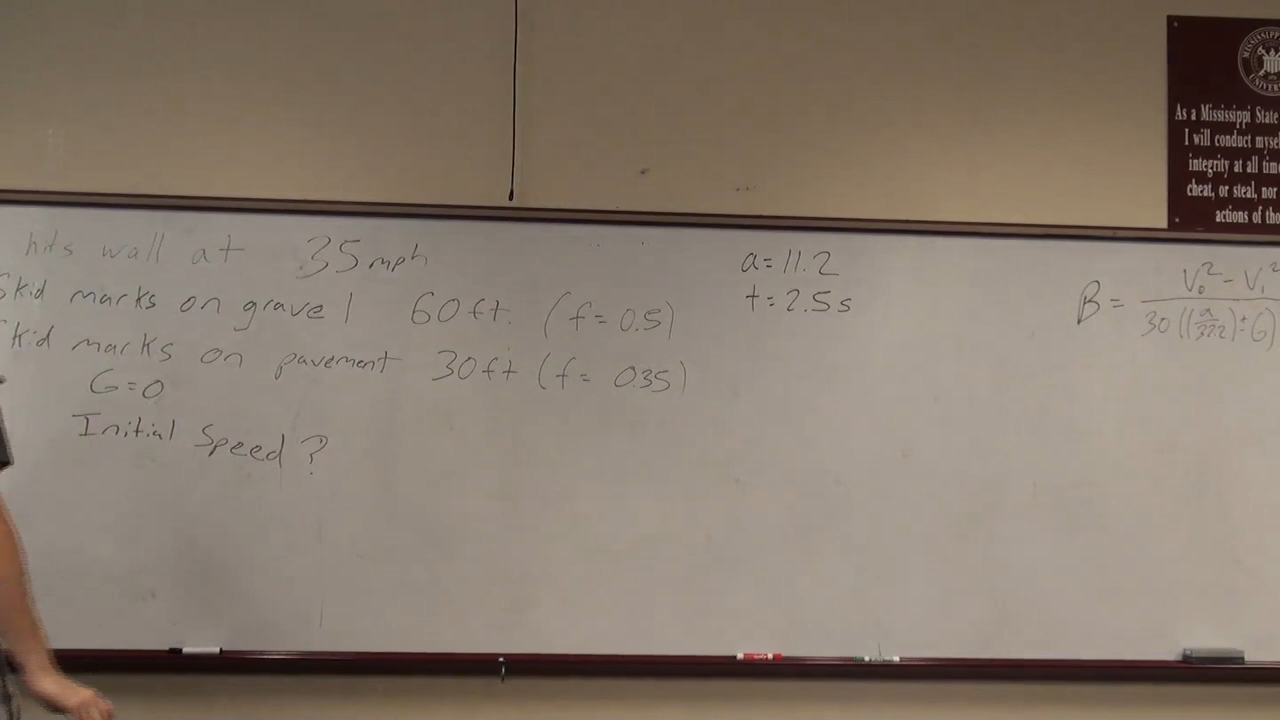 hits wall at 35 mph
Skid marks on gravel 60 ft. (f = 0.5)
Skid marks on pavement 30 ft (f = 0.35)
G = 0
Initial Speed ?
a = 11.2
t = 2.5 s
B = V₀² - V₁² / 30((a/32.2) ± G)
MISSISSIPP
UNIVER
As a Mississippi State
I will conduct myse
integrity at all tim
cheat, or steal, nor
actions of tho